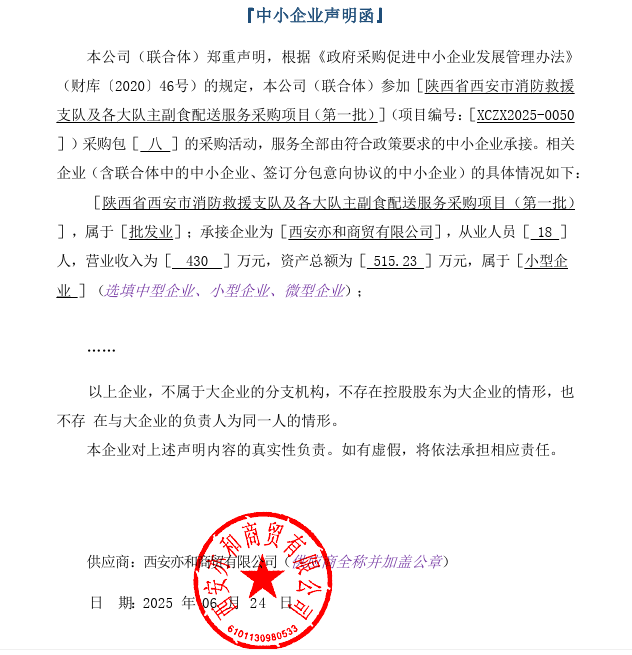 『中小企业声明函』
本公司（联合体）郑重声明，根据《政府采购促进中小企业发展管理办法》
（财库〔2020〕46号）的规定，本公司（联合体）参加［陕西省西安市消防救援
支队及各大队主副食配送服务采购项目（第一批）］（项目编号：［XCZX2025-0050
］）采购包［ 八 ］的采购活动，服务全部由符合政策要求的中小企业承接。相关
企业（含联合体中的中小企业、签订分包意向协议的中小企业）的具体情况如下：
［陕西省西安市消防救援支队及各大队主副食配送服务采购项目（第一批）
］，属于［批发业］；承接企业为［西安亦和商贸有限公司］，从业人员［ 18 ］
人，营业收入为［ 430 ］万元，资产总额为［ 515.23 ］万元，属于［小型企
业 ］（选填中型企业、小型企业、微型企业）；
……
以上企业，不属于大企业的分支机构，不存在控股股东为大企业的情形，也
不存 在与大企业的负责人为同一人的情形。
本企业对上述声明内容的真实性负责。如有虚假，将依法承担相应责任。
供应商：西安亦和商贸有限公司（供应商全称并加盖公章）
日 期：2025 年 06 月 24 日
西安亦和商贸有限公司
6101130980533